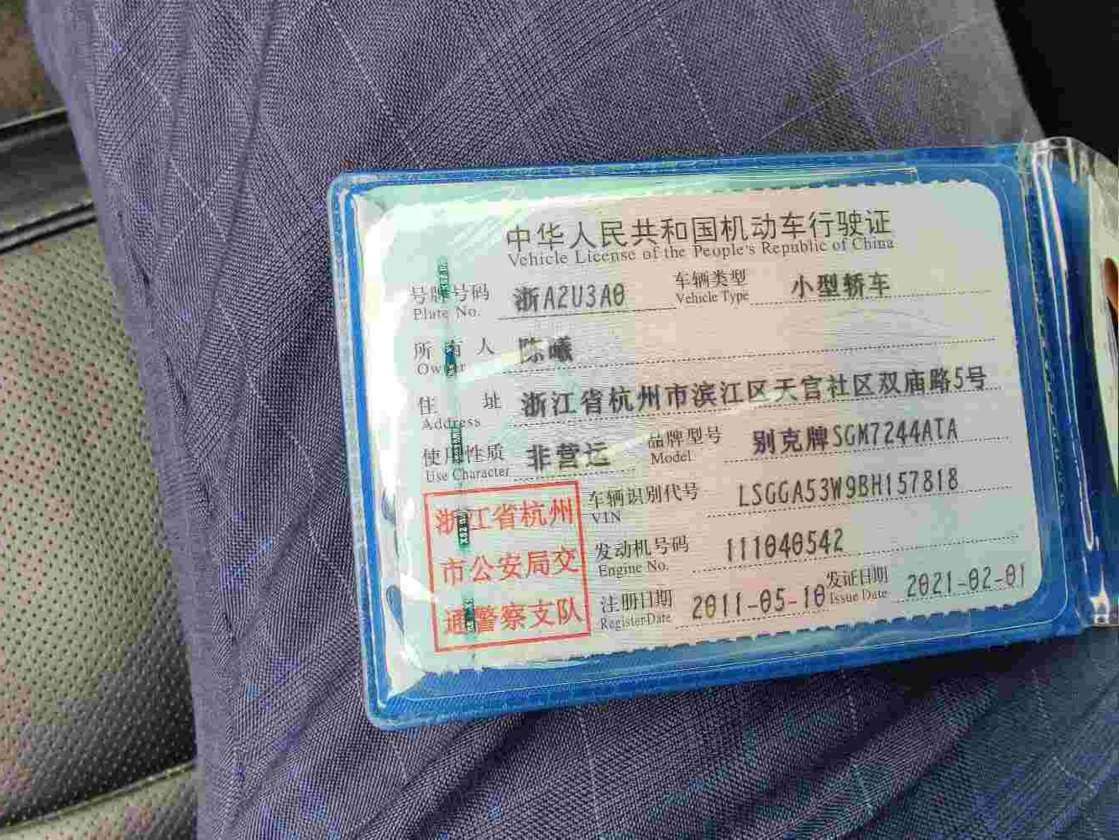 中华人民共和国机动车行驶证
Vehicle License of the People's Republic of China
号牌号码 浙A2U3A0 车辆类型 小型轿车
Plate No. Vehicle Type
所有人 陈曦
Owner
住址 浙江省杭州市滨江区天官社区双庙路5号
Address
使用性质 非营运 品牌型号 别克牌SGM7244ATA
Use Character Model
浙江省杭州 车辆识别代号 LSGGA53W9BH157818
VIN
市公安局交 发动机号码 111040542
Engine No.
通警察支队 注册日期 2011-05-10 发证日期 2021-02-01
Register Date Issue Date